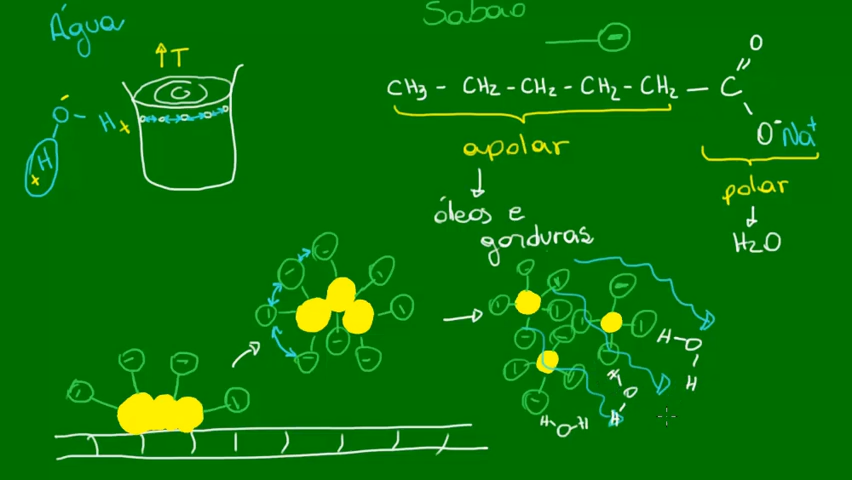 Água
Sabão
↑T
O⁻ - H
H
CH3 - CH2 - CH2 - CH2 - CH2 - C
O
O⁻Na⁺
apolar
polar
óleos e
gorduras
H2O
H O
H
H
O
H
H O H